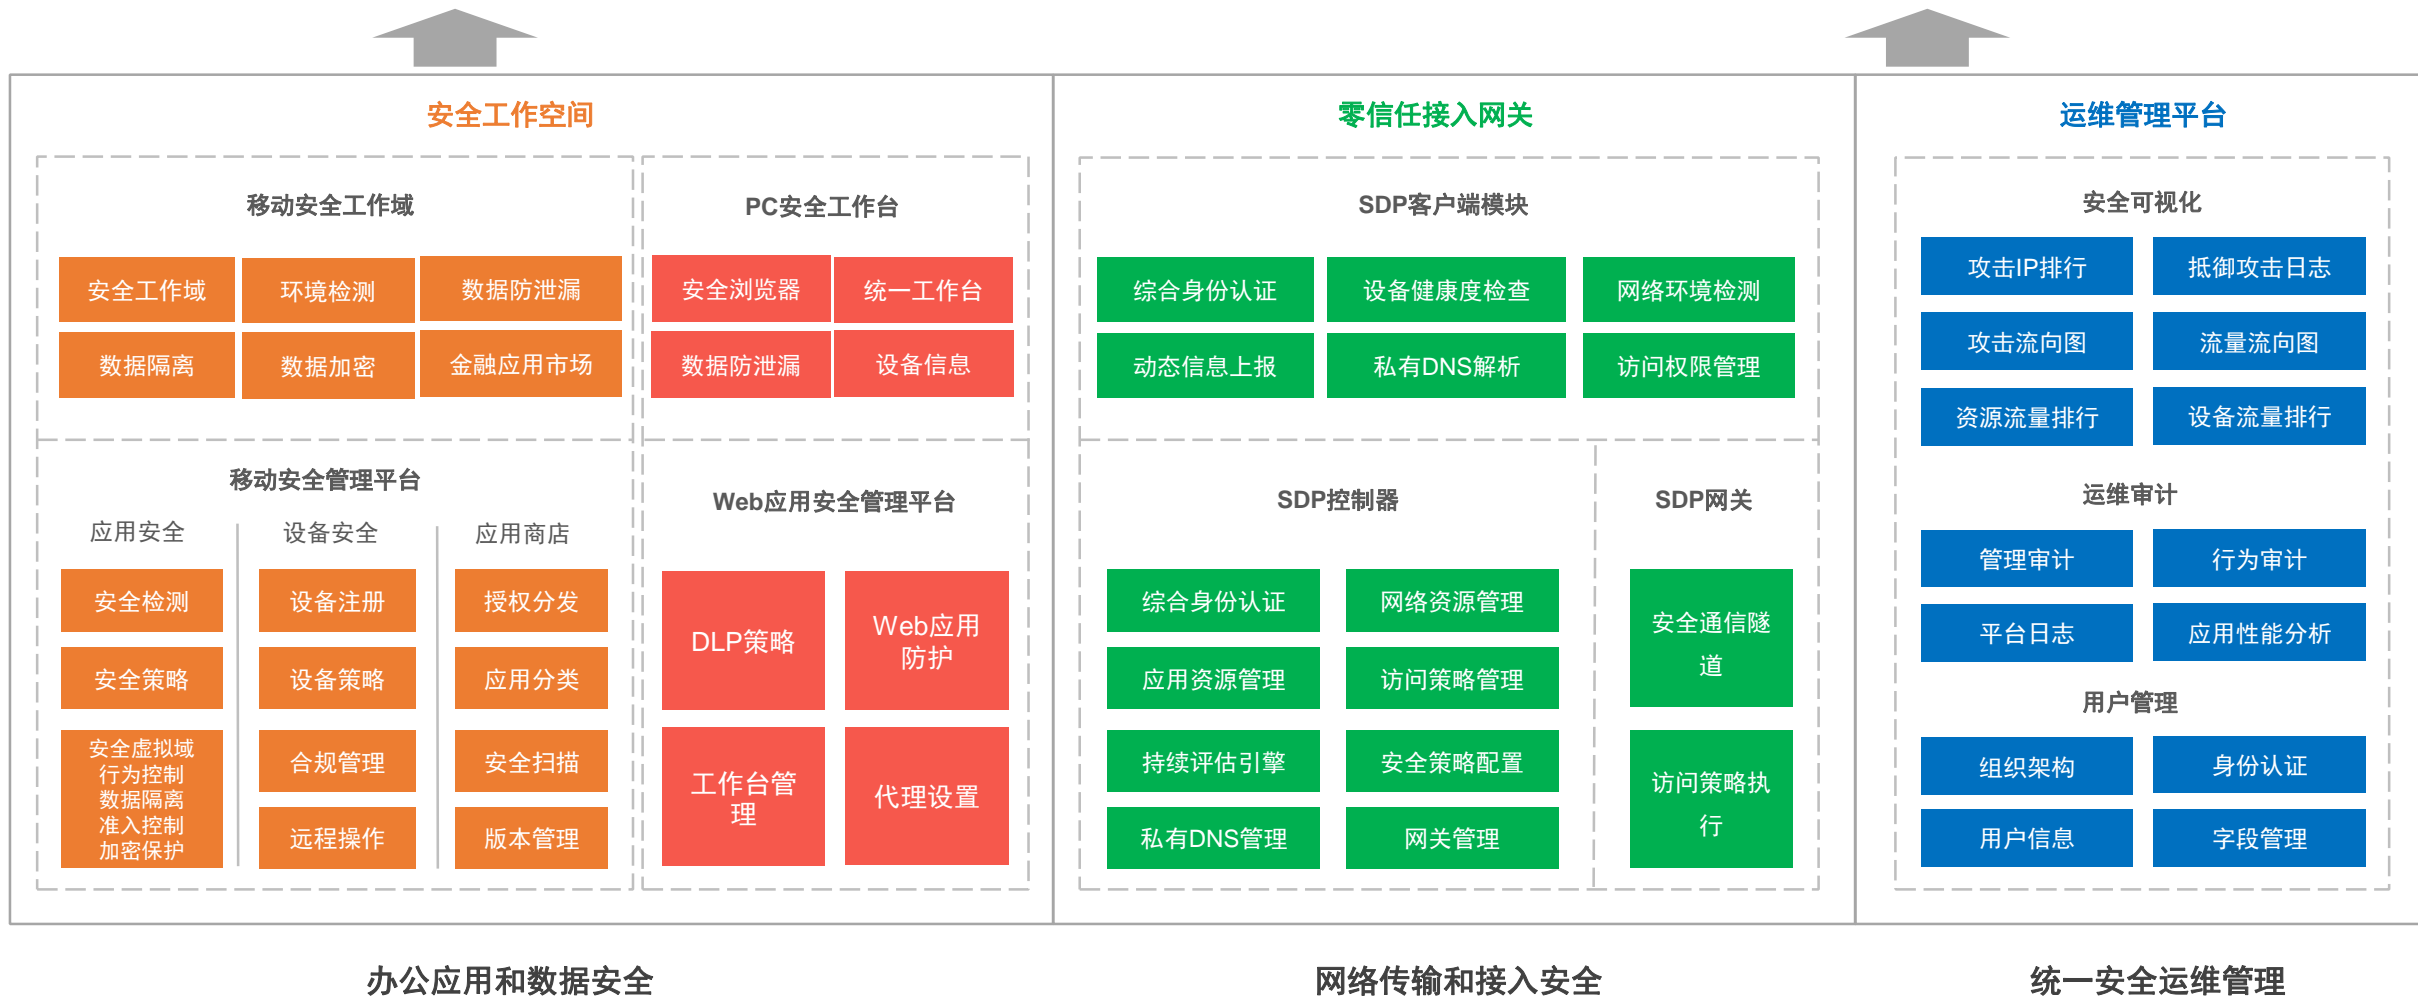 安全工作空间
零信任接入网关
运维管理平台
移动安全工作域
安全工作域
环境检测
数据防泄漏
数据隔离
数据加密
金融应用市场
PC安全工作台
安全浏览器
统一工作台
数据防泄漏
设备信息
移动安全管理平台
应用安全
设备安全
应用商店
安全检测
设备注册
授权分发
安全策略
设备策略
应用分类
安全虚拟域
行为控制
数据隔离
准入控制
加密保护
合规管理
安全扫描
远程操作
版本管理
Web应用安全管理平台
DLP策略
Web应用
防护
工作台管
理
代理设置
SDP客户端模块
综合身份认证
设备健康度检查
网络环境检测
动态信息上报
私有DNS解析
访问权限管理
SDP控制器
综合身份认证
网络资源管理
应用资源管理
访问策略管理
持续评估引擎
安全策略配置
私有DNS管理
网关管理
SDP网关
安全通信隧
道
访问策略执
行
安全可视化
攻击IP排行
抵御攻击日志
攻击流向图
流量流向图
资源流量排行
设备流量排行
运维审计
管理审计
行为审计
平台日志
应用性能分析
用户管理
组织架构
身份认证
用户信息
字段管理
办公应用和数据安全
网络传输和接入安全
统一安全运维管理